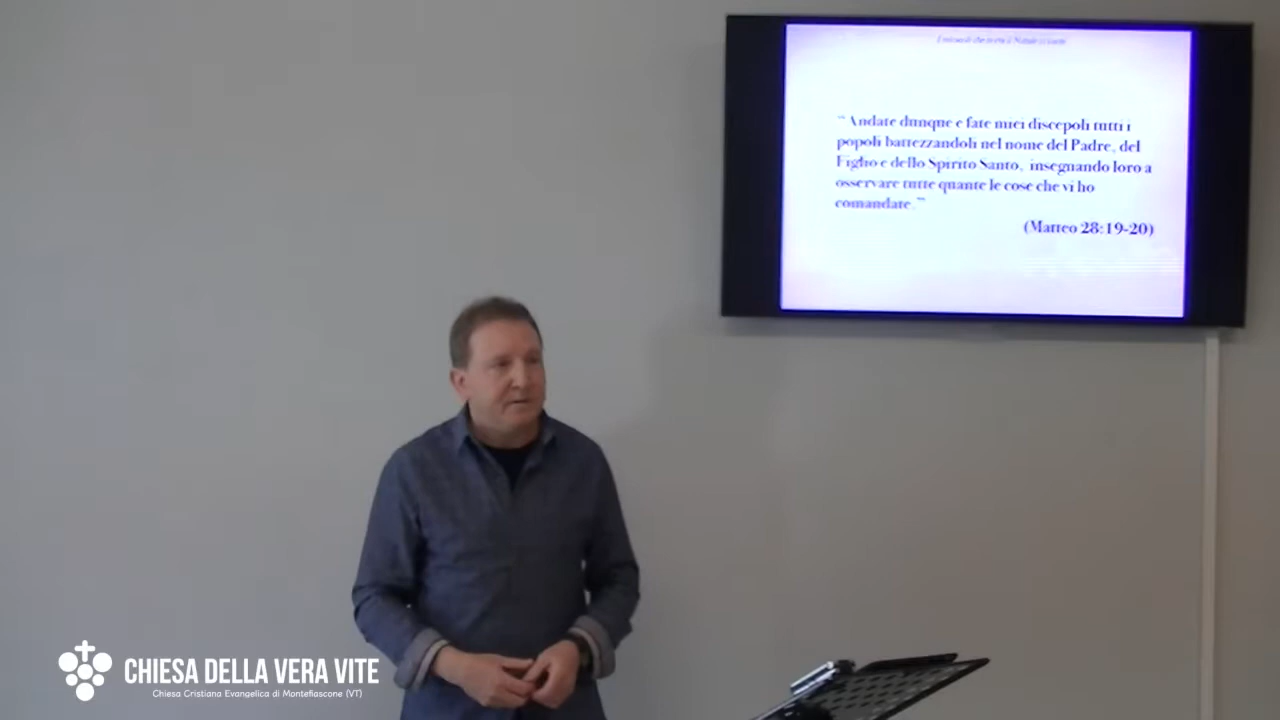 “Andate dunque e fate miei discepoli tutti i
popoli battezzandoli nel nome del Padre, del
Figlio e dello Spirito Santo, insegnando loro a
osservare tutte quante le cose che vi ho
comandate.”
(Matteo 28:19-20)
CHIESA DELLA VERA VITE
Chiesa Cristiana Evangelica di Montefiascone (VT)